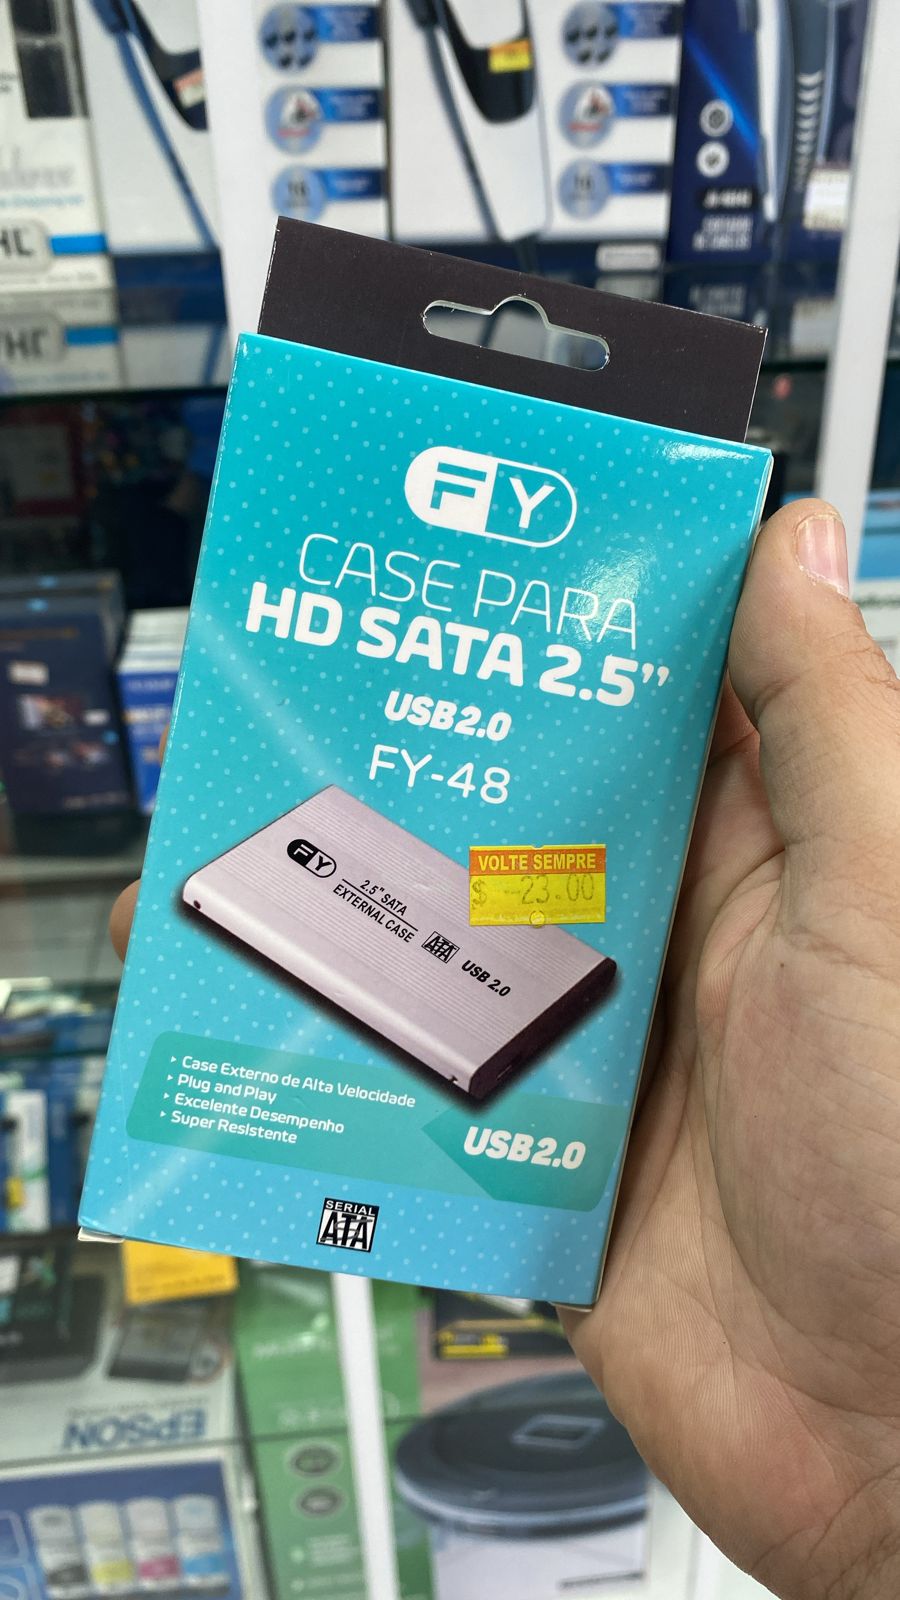 FY
CASE PARA
HD SATA 2.5”
USB2.0
FY-48
VOLTE SEMPRE
$ -23.00
FY
2.5" SATA
EXTERNAL CASE
SATA
USB 2.0
‣ Case Externo de Alta Velocidade
‣ Plug and Play
‣ Excelente Desempenho
‣ Super Resistente
USB2.0
SERIAL
ATA
EPSON